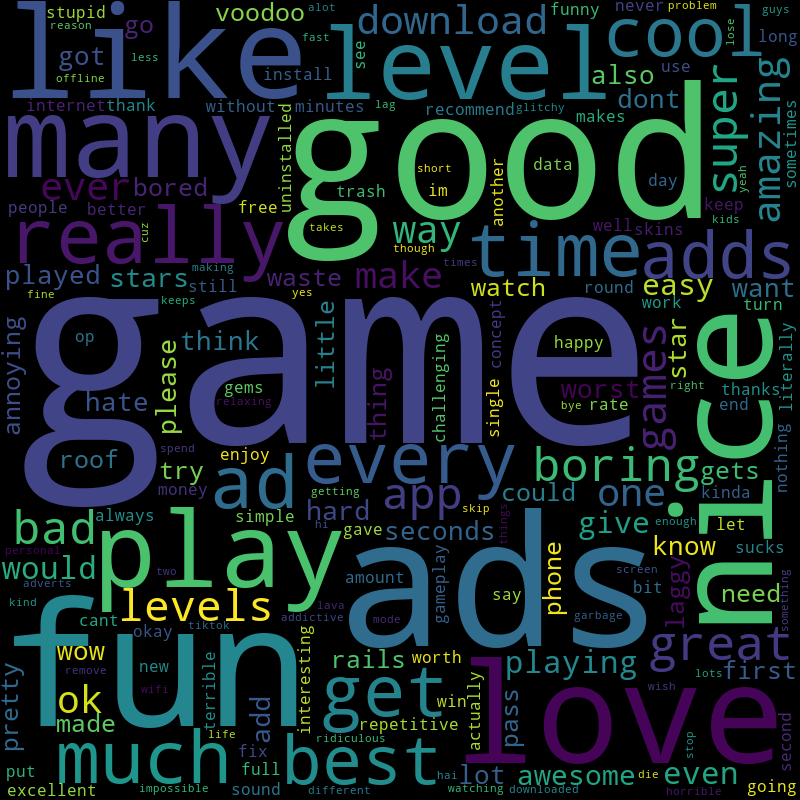 stupid
go
voodoo
download
funny
never
problem
alot
guys
reason
less
got
fast
see
cool
long
like
level
offline
install
also
use
lose
internet
thank
without
minutes
lag
recommend
glitchy
makes
dont
super
amazing
sometimes
many
good
uninstalled
trash
short
im
data
day
yeah
ever
bored
another
keep
kids
people
better
cuz
free
takes
way
well
skins
really
though
time
adds
making
times
played
stars
still
waste
make
watch
round
easy
want
fine
keeps
yes
work
turn
game
op
think
little
concept
happy
star
games
nice
literally
annoying
please
gems
relaxing
thing
challenging
single
worst
right
thanks
hate
bye
rate
end
roof
spend
enjoy
every
boring
nothing
try
ad
app
one
gets
money
getting
skip
could
kinda
bad
always
simple
hi
hard
gave
seconds
things
give
enough
let
would
play
ads
know
sucks
personal
adverts
two
amount
gameplay
phone
screen
bit
laggy
need
something
kind
levels
lava
say
cant
tiktok
addictive
mode
garbage
fun
okay
interesting
great
wow
rails
worth
playing
first
pretty
new
remove
wifi
terrible
get
win
actually
pass
lots
wish
ok
add
love
made
life
repetitive
second
much
fix
ridiculous
stop
best
lot
awesome
even
put
full
hai
die
going
excellent
impossible
sound
different
watching
downloaded
horrible